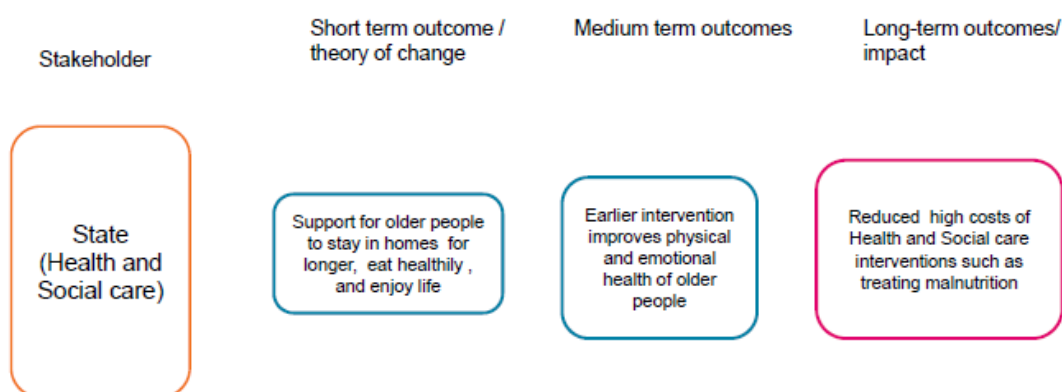 Stakeholder
Short term outcome /
theory of change
Medium term outcomes
Long-term outcomes/
impact
State
(Health and
Social care)
Support for older people
to stay in homes for
longer, eat healthily ,
and enjoy life
Earlier intervention
improves physical
and emotional
health of older
people
Reduced high costs of
Health and Social care
interventions such as
treating malnutrition